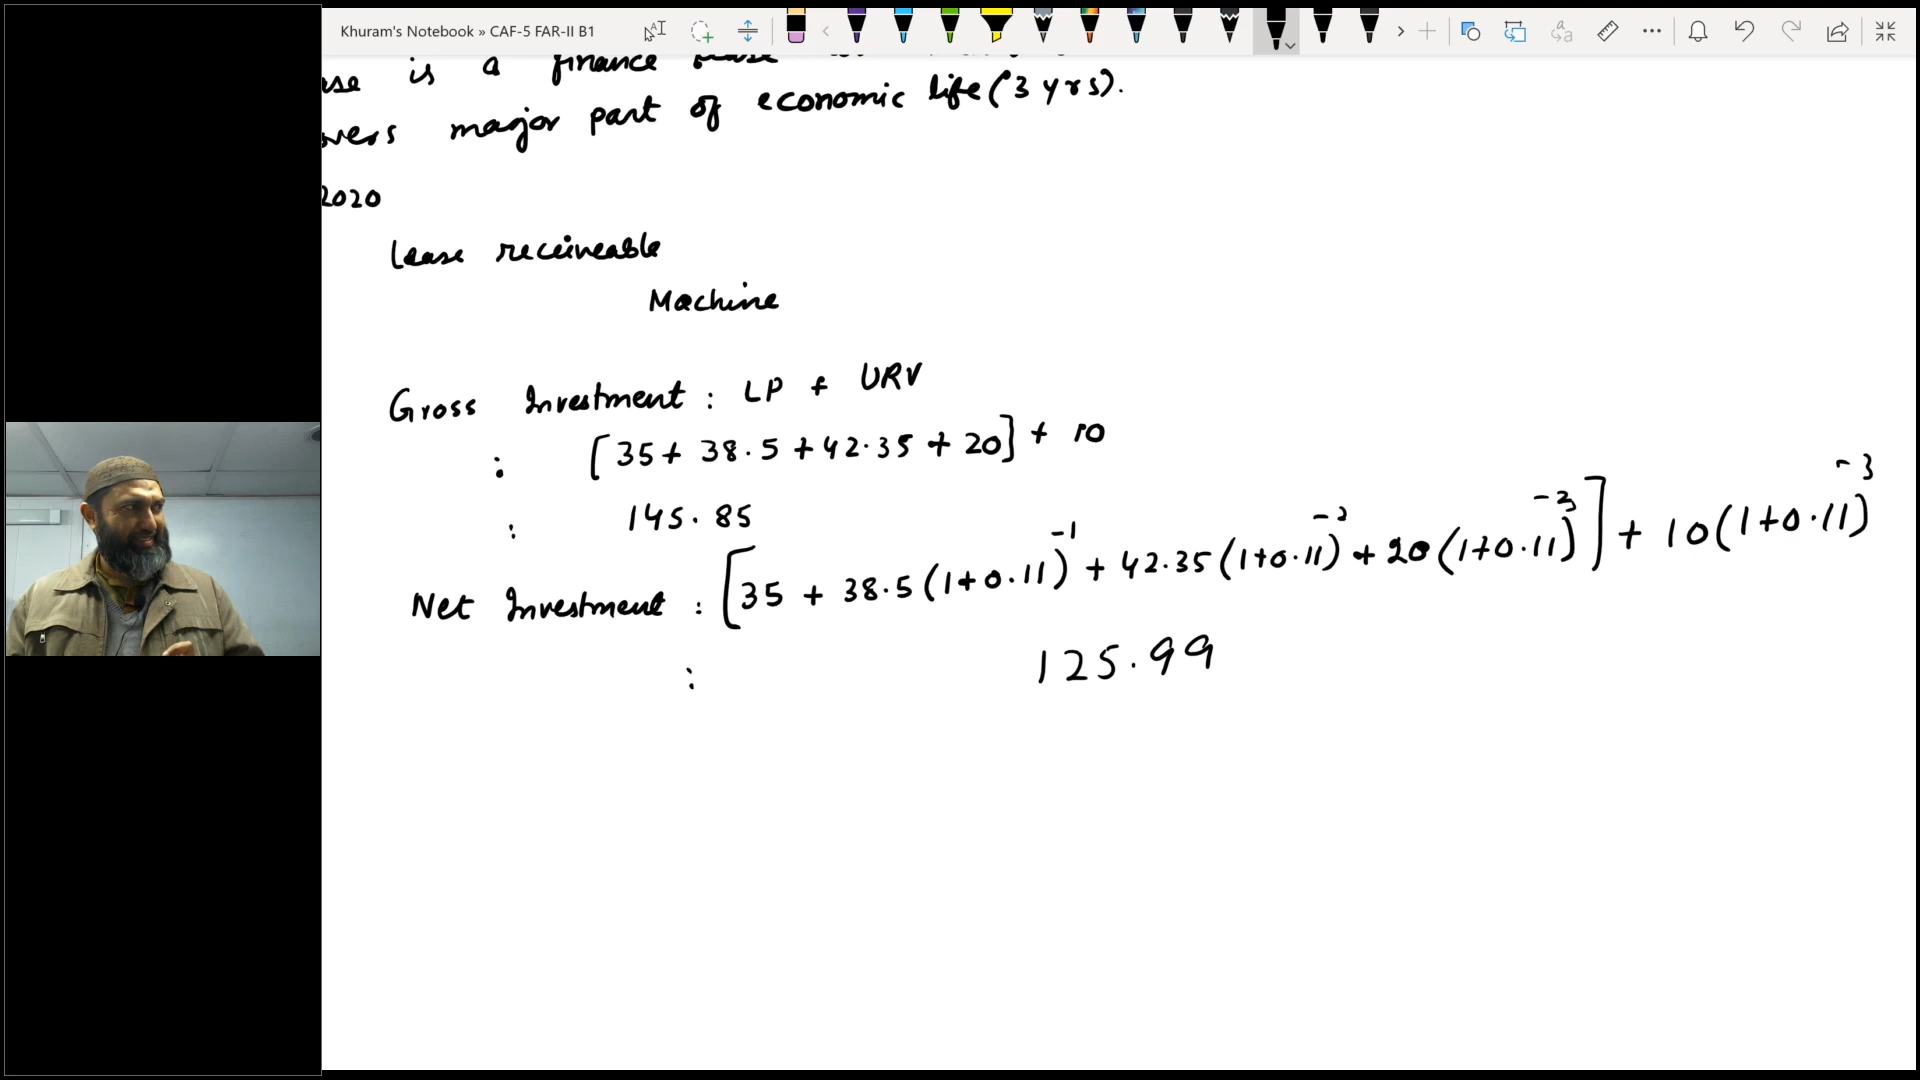 Khuram's Notebook » CAF-5 FAR-II B1
is a finance
major part of economic life (3 yrs).
2020
Lease receiveable
Machine
Gross Investment : LP + URV
: [35 + 38.5 + 42.35 + 20] + 10
: 145.85
Net Investment : [35 + 38.5 (1+0.11)^-1 + 42.35 (1+0.11)^-2 + 20 (1+0.11)^-3] + 10 (1+0.11)^-3
: 125.99